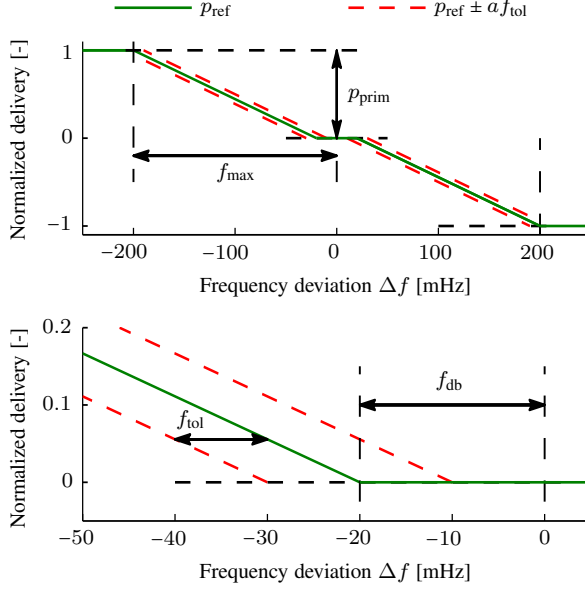 p_ref p_ref ± af_tol
Normalized delivery [-]
1
0
−1
p_prim
f_max
−200 −100 0 100 200
Frequency deviation Δf [mHz]
Normalized delivery [-]
0.2
0.1
0
f_tol
f_db
−50 −40 −30 −20 −10 0
Frequency deviation Δf [mHz]